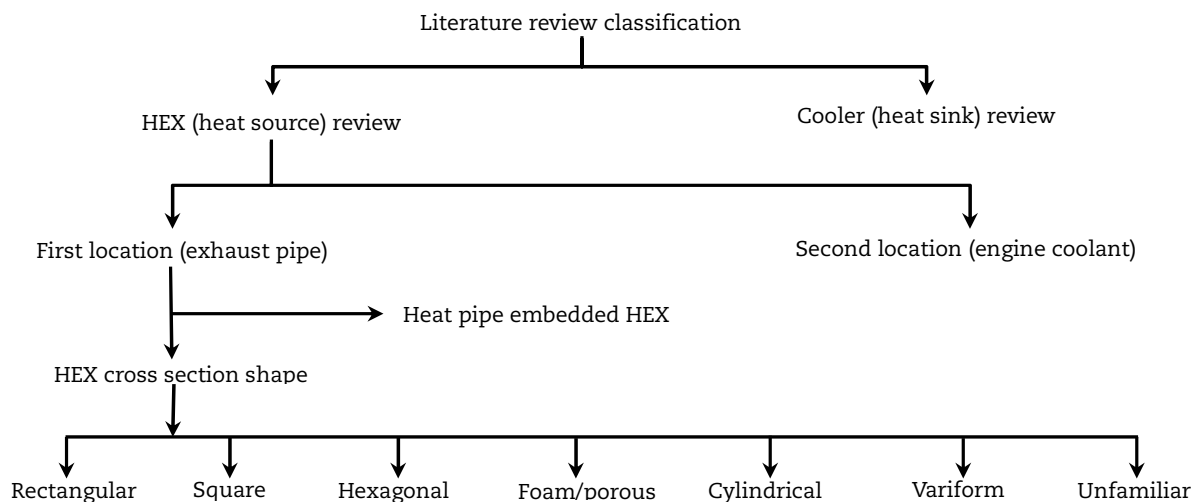 Literature review classification
HEX (heat source) review
Cooler (heat sink) review
First location (exhaust pipe)
Second location (engine coolant)
Heat pipe embedded HEX
HEX cross section shape
Rectangular
Square
Hexagonal
Foam/porous
Cylindrical
Variform
Unfamiliar